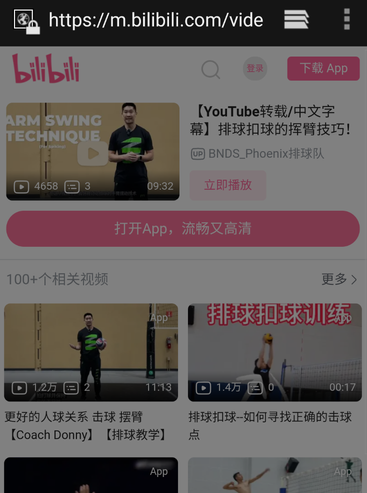 https://m.bilibili.com/vide
bilibili
登录
下载 App
ARM SWING
TECHNIQUE
4658
3
09:32
【YouTube转载/中文字
幕】排球扣球的挥臂技巧！
UP BNDS_Phoenix排球队
立即播放
打开App，流畅又高清
100+个相关视频
更多
App
1.2万
2
11:13
更好的人球关系 击球 摆臂
【Coach Donny】【排球教学】
排球扣球训练
App
1.4万
0
00:17
排球扣球--如何寻找正确的击球
点
App
App